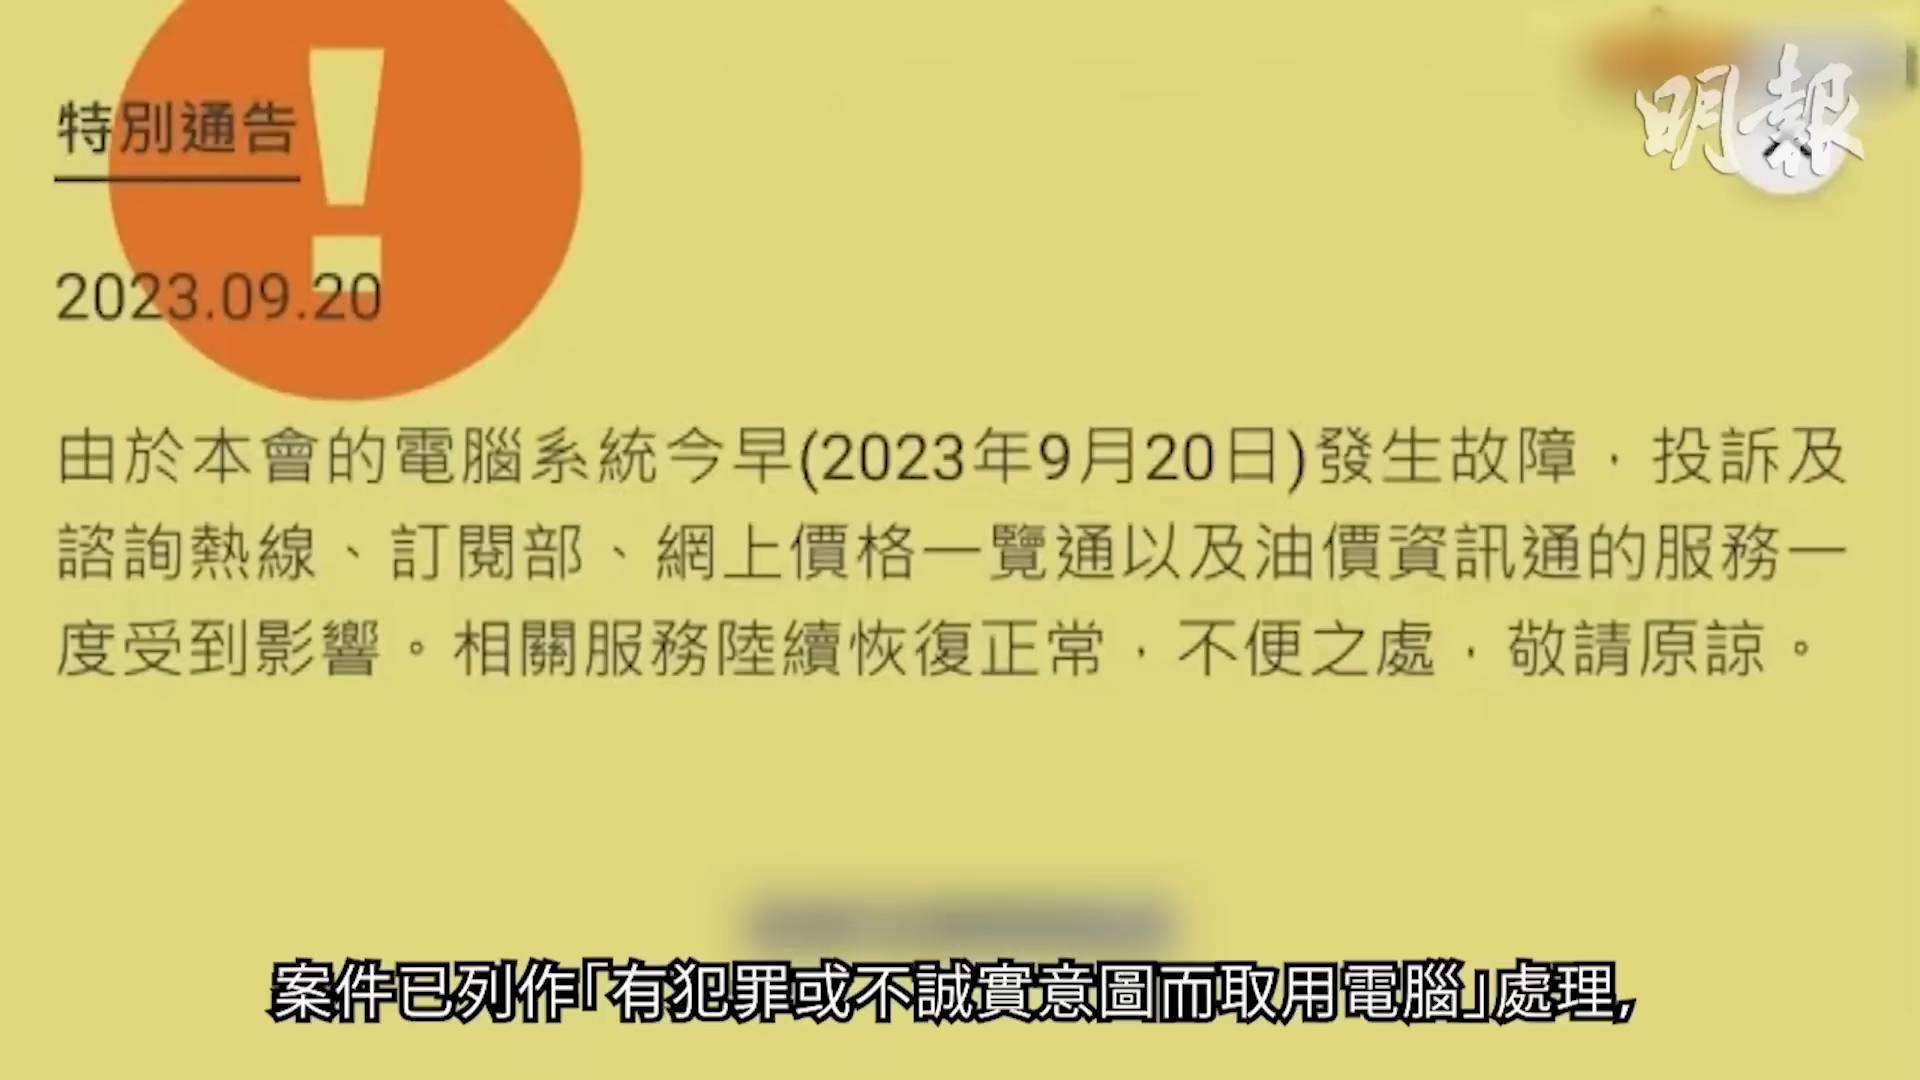 明報
特別通告
2023.09.20
由於本會的電腦系統今早(2023年9月20日)發生故障，投訴及
諮詢熱線、訂閱部、網上價格一覽通以及油價資訊通的服務一
度受到影響。相關服務陸續恢復正常，不便之處，敬請原諒。
案件已列作「有犯罪或不誠實意圖而取用電腦」處理,